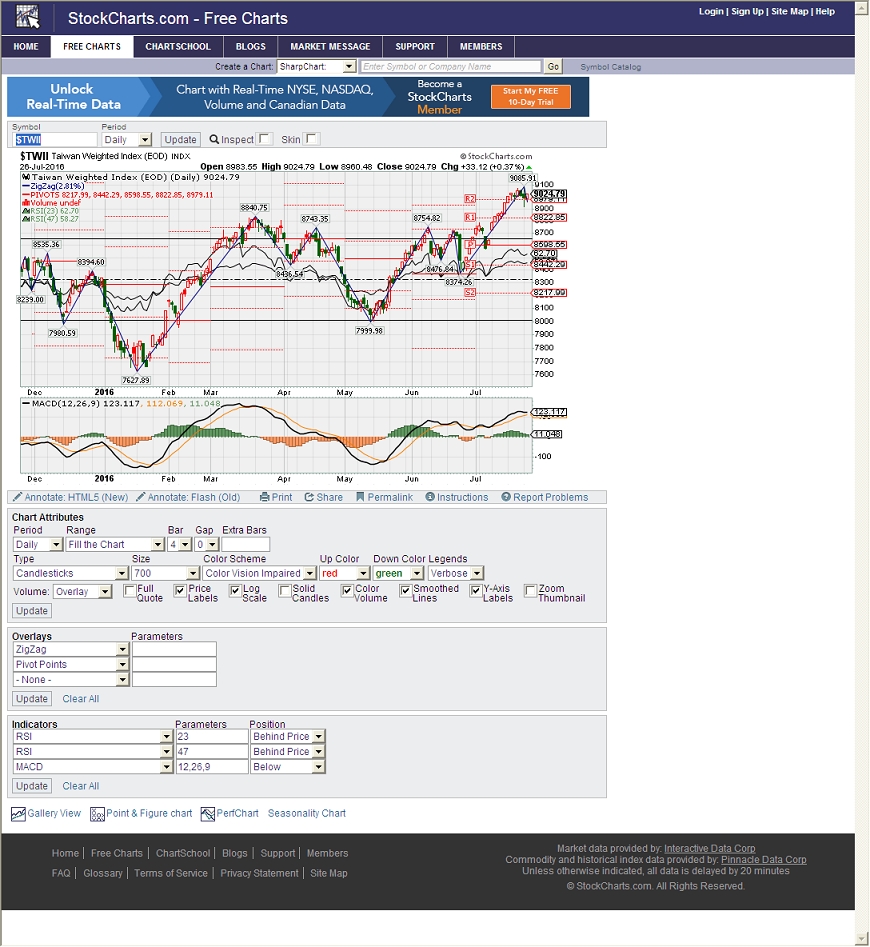 StockCharts.com - Free Charts
Login | Sign Up | Site Map | Help
HOME FREE CHARTS CHARTSCHOOL BLOGS MARKET MESSAGE SUPPORT MEMBERS
Create a Chart: SharpChart: Enter Symbol or Company Name Go Symbol Catalog
Unlock
Real-Time Data
Chart with Real-Time NYSE, NASDAQ,
Volume and Canadian Data
Become a
StockCharts
Member
Start My FREE
10-Day Trial
Symbol Period
$TWII Daily Update Inspect Skin
$TWII Taiwan Weighted Index (EOD) INDX © StockCharts.com
26-Jul-2016 Open 8983.55 High 9024.79 Low 8960.48 Close 9024.79 Chg +33.12 (+0.37%)
$TWII Taiwan Weighted Index (EOD) (Daily) 9024.79
ZigZag(2.81%)
PIVOTS 8217.99, 8442.29, 8598.55, 8822.85, 8979.11
Volume undef
RSI(23) 62.70
RSI(47) 58.27
9085.91
8840.75
8743.35
8754.82
8535.36
8394.60
8436.54
8476.84
8374.26
8239.00
7980.59
7999.98
7627.89
R2
R1
P
S2
9100
9024.79
8979.11
8900
8822.85
8700
8598.55
62.70
8442.29
8300
8217.99
8100
8000
7900
7800
7700
7600
Dec 2016 Feb Mar Apr May Jun Jul
MACD(12,26,9) 123.117, 112.069, 11.048
123.117
11.048
-100
Dec 2016 Feb Mar Apr May Jun Jul
Annotate: HTML5 (New) Annotate: Flash (Old) Print Share Permalink Instructions Report Problems
Chart Attributes
Period Range Bar Gap Extra Bars
Daily Fill the Chart 4 0
Type Size Color Scheme Up Color Down Color Legends
Candlesticks 700 Color Vision Impaired red green Verbose
Volume: Overlay Full Quote Price Labels Log Scale Solid Candles Color Volume Smoothed Lines Y-Axis Labels Zoom Thumbnail
Update
Overlays Parameters
ZigZag
Pivot Points
- None -
Update Clear All
Indicators Parameters Position
RSI 23 Behind Price
RSI 47 Behind Price
MACD 12,26,9 Below
Update Clear All
Gallery View Point & Figure chart PerfChart Seasonality Chart
Home | Free Charts | ChartSchool | Blogs | Support | Members
FAQ | Glossary | Terms of Service | Privacy Statement | Site Map
Market data provided by: Interactive Data Corp
Commodity and historical index data provided by: Pinnacle Data Corp
Unless otherwise indicated, all data is delayed by 20 minutes
© StockCharts.com. All Rights Reserved.